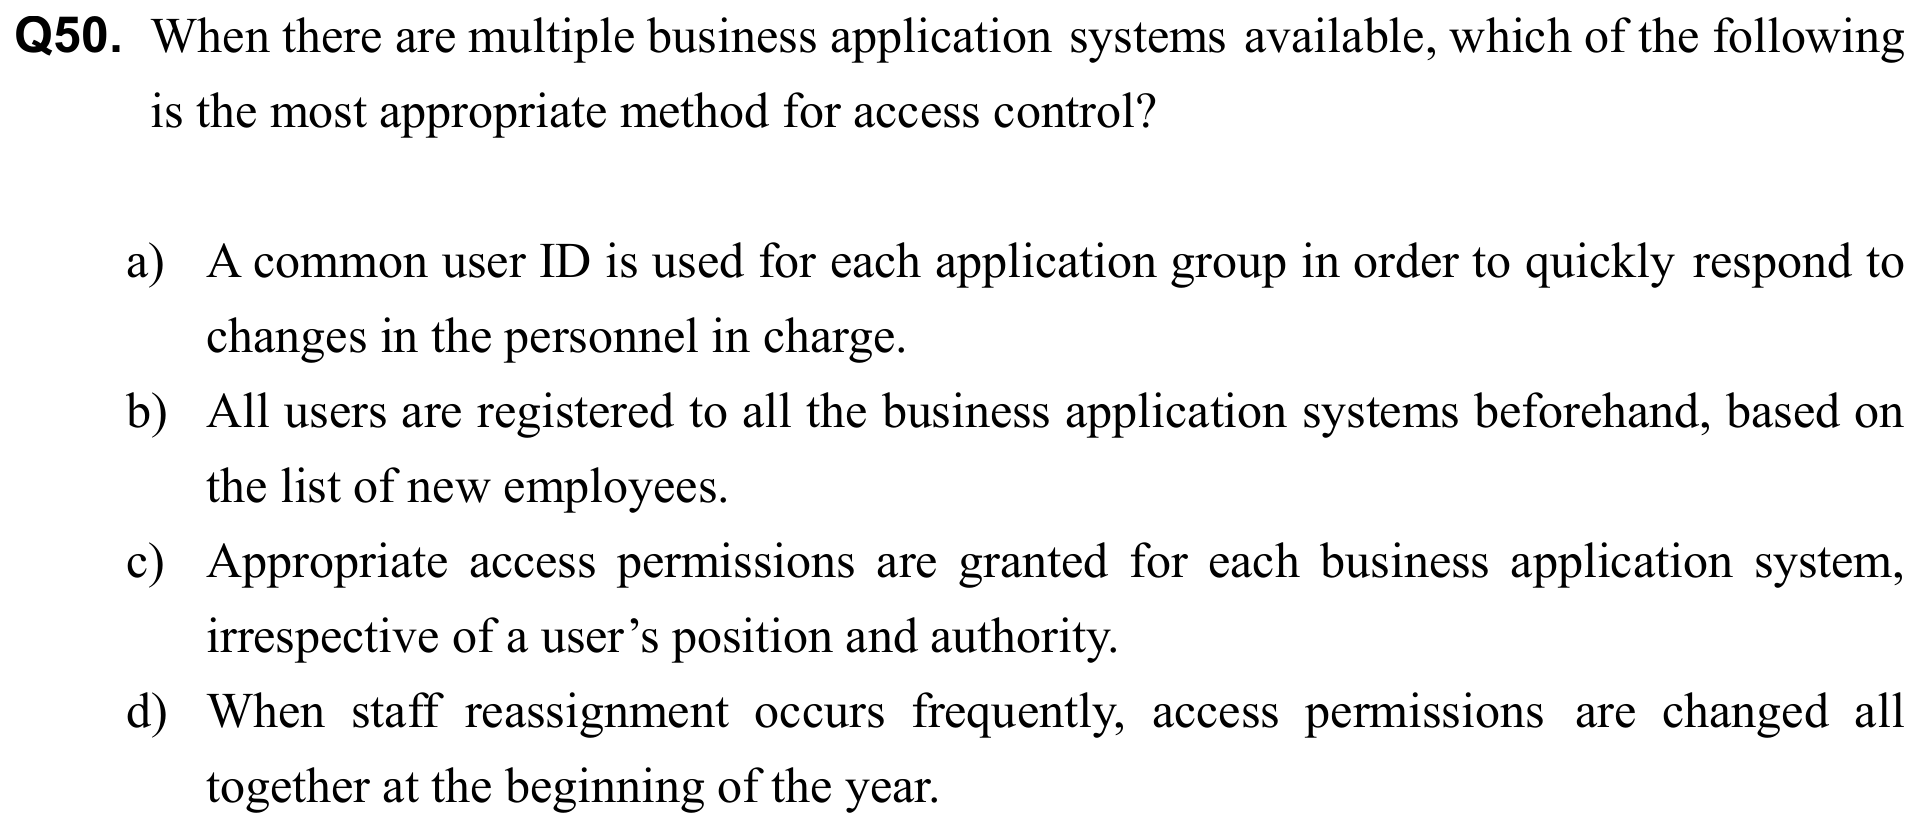 Q50. When there are multiple business application systems available, which of the following
is the most appropriate method for access control?
a) A common user ID is used for each application group in order to quickly respond to
changes in the personnel in charge.
b) All users are registered to all the business application systems beforehand, based on
the list of new employees.
c) Appropriate access permissions are granted for each business application system,
irrespective of a user’s position and authority.
d) When staff reassignment occurs frequently, access permissions are changed all
together at the beginning of the year.